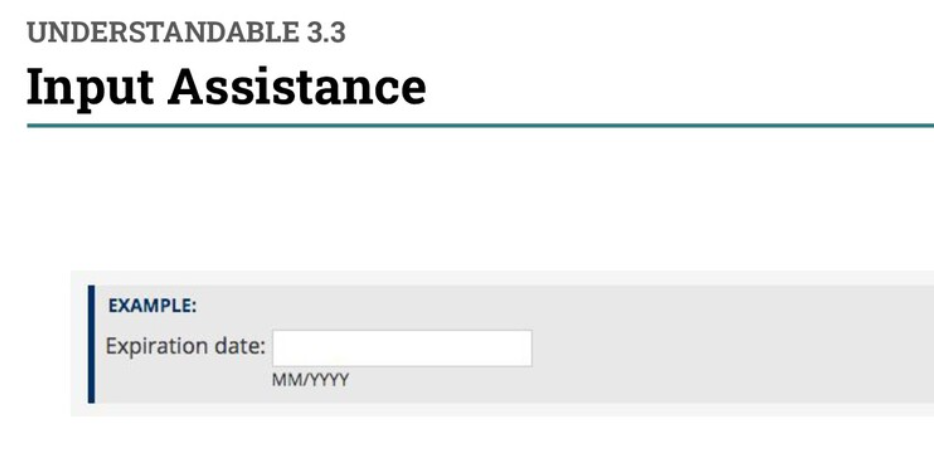 UNDERSTANDABLE 3.3
Input Assistance
EXAMPLE:
Expiration date:
MM/YYYY